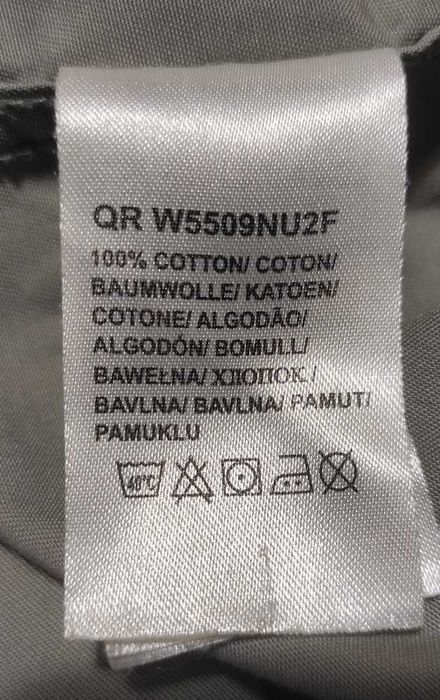 QR W5509NU2F
100% COTTON/ COTON/
BAUMWOLLE/ KATOEN/
COTONE/ ALGODÃO/
ALGODÓN/ BOMULL/
BAWEŁNA/ ХЛОПОК /
BAVLNA/ BAVLNA/ PAMUT/
PAMUKLU
40°C